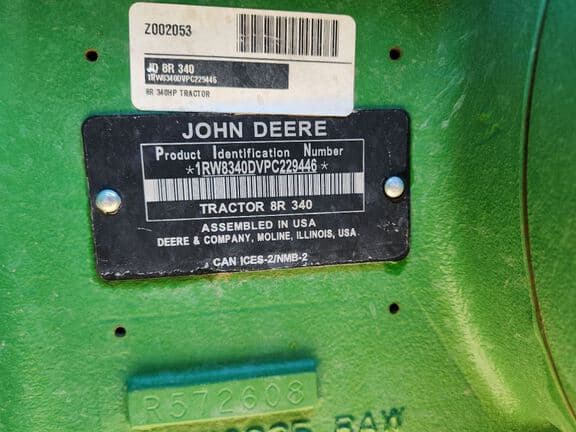 Z002053
JD 8R 340
1RW8340DVPC229446
8R 340HP TRACTOR
JOHN DEERE
Product Identification Number
*1RW8340DVPC229446*
TRACTOR 8R 340
ASSEMBLED IN USA
DEERE & COMPANY, MOLINE, ILLINOIS, USA
CAN ICES-2/NMB-2
R572608
RAW